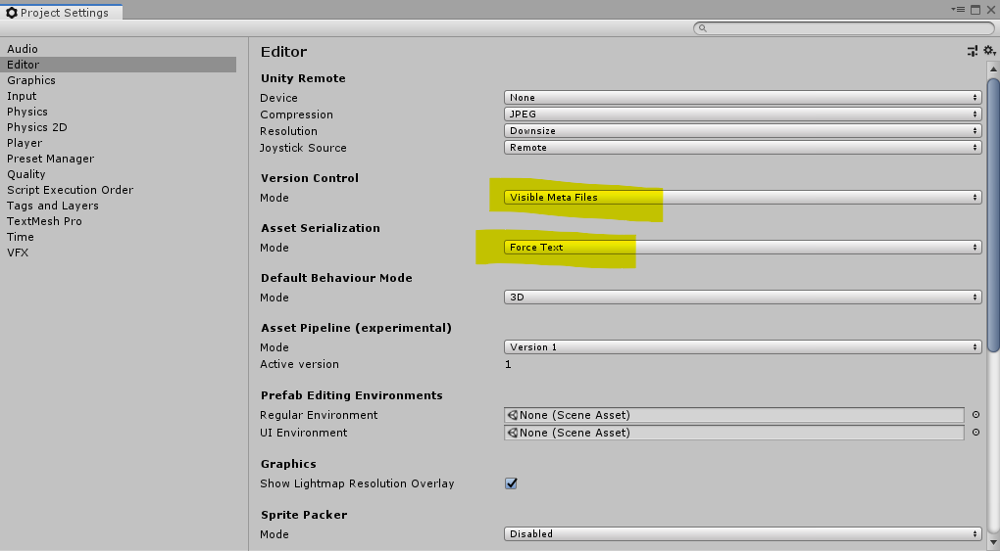 Project Settings
Audio
Editor
Graphics
Input
Physics
Physics 2D
Player
Preset Manager
Quality
Script Execution Order
Tags and Layers
TextMesh Pro
Time
VFX
Editor
Unity Remote
Device None
Compression JPEG
Resolution Downsize
Joystick Source Remote
Version Control
Mode Visible Meta Files
Asset Serialization
Mode Force Text
Default Behaviour Mode
Mode 3D
Asset Pipeline (experimental)
Mode Version 1
Active version 1
Prefab Editing Environments
Regular Environment None (Scene Asset)
UI Environment None (Scene Asset)
Graphics
Show Lightmap Resolution Overlay
Sprite Packer
Mode Disabled